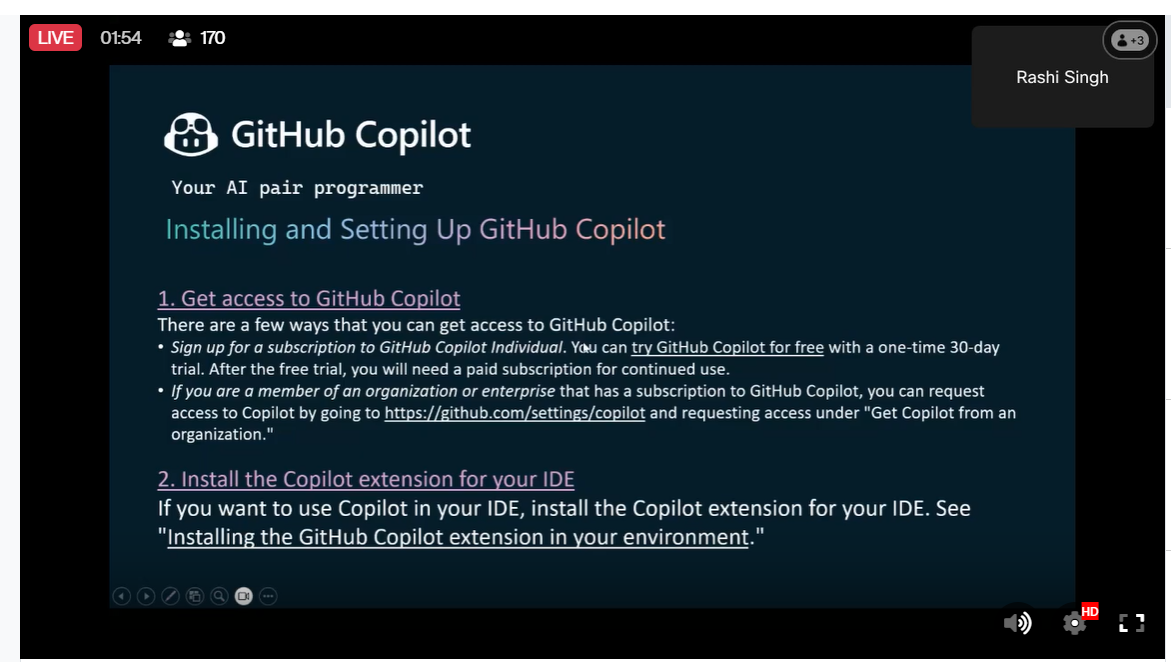 LIVE 01:54 170
+3
Rashi Singh
GitHub Copilot
Your AI pair programmer
Installing and Setting Up GitHub Copilot
1. Get access to GitHub Copilot
There are a few ways that you can get access to GitHub Copilot:
• Sign up for a subscription to GitHub Copilot Individual. You can try GitHub Copilot for free with a one-time 30-day
trial. After the free trial, you will need a paid subscription for continued use.
• If you are a member of an organization or enterprise that has a subscription to GitHub Copilot, you can request
access to Copilot by going to https://github.com/settings/copilot and requesting access under "Get Copilot from an
organization."
2. Install the Copilot extension for your IDE
If you want to use Copilot in your IDE, install the Copilot extension for your IDE. See
"Installing the GitHub Copilot extension in your environment."
HD